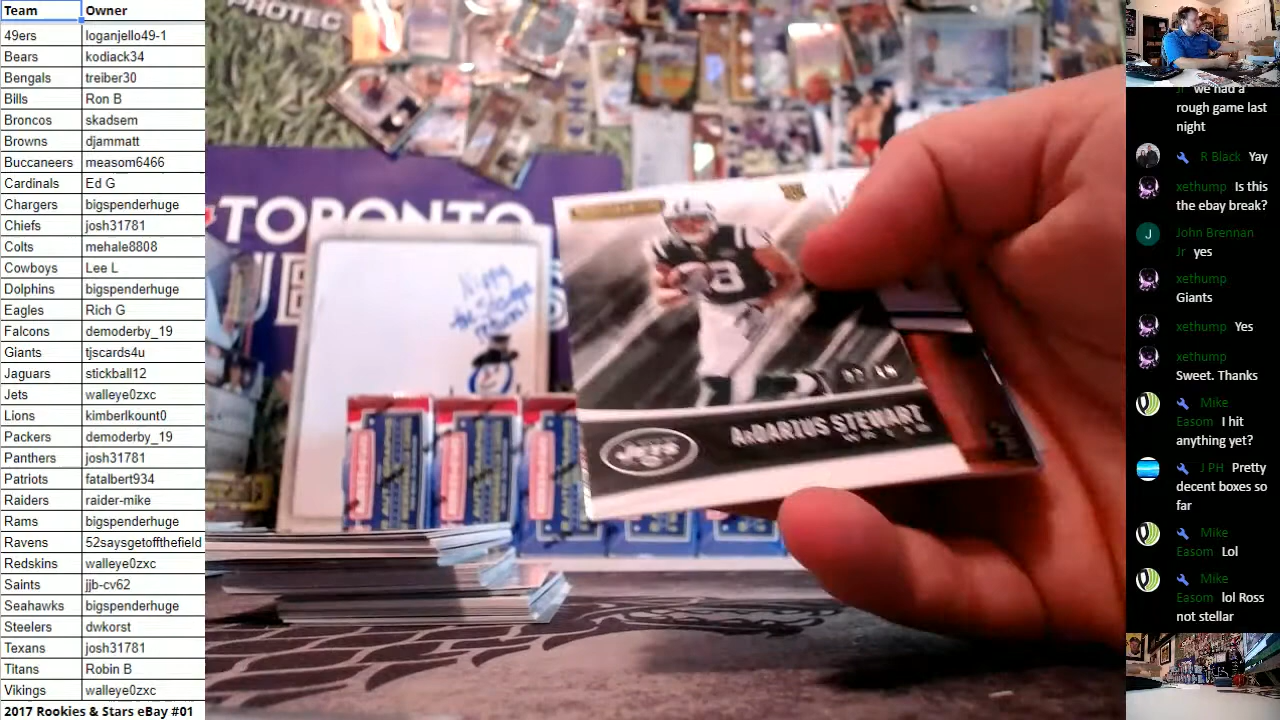 Team Owner
49ers loganjello49-1
Bears kodiack34
Bengals treiber30
Bills Ron B
Broncos skadsem
Browns djammatt
Buccaneers measom6466
Cardinals Ed G
Chargers bigspenderhuge
Chiefs josh31781
Colts mehale8808
Cowboys Lee L
Dolphins bigspenderhuge
Eagles Rich G
Falcons demoderby_19
Giants tjscards4u
Jaguars stickball12
Jets walleye0zxc
Lions kimberlkount0
Packers demoderby_19
Panthers josh31781
Patriots fatalbert934
Raiders raider-mike
Rams bigspenderhuge
Ravens 52saysgetoffthefield
Redskins walleye0zxc
Saints jjb-cv62
Seahawks bigspenderhuge
Steelers dwkorst
Texans josh31781
Titans Robin B
Vikings walleye0zxc
2017 Rookies & Stars eBay #01
PROTEC
TORONTO
JETS
ArDARIUS STEWART
Jr we had a
rough game last
night
R Black Yay
xethump Is this
the ebay break?
John Brennan
Jr yes
xethump
Giants
xethump Yes
xethump
Sweet. Thanks
Mike
Easom I hit
anything yet?
J PH Pretty
decent boxes so
far
Mike
Easom Lol
Mike
Easom lol Ross
not stellar